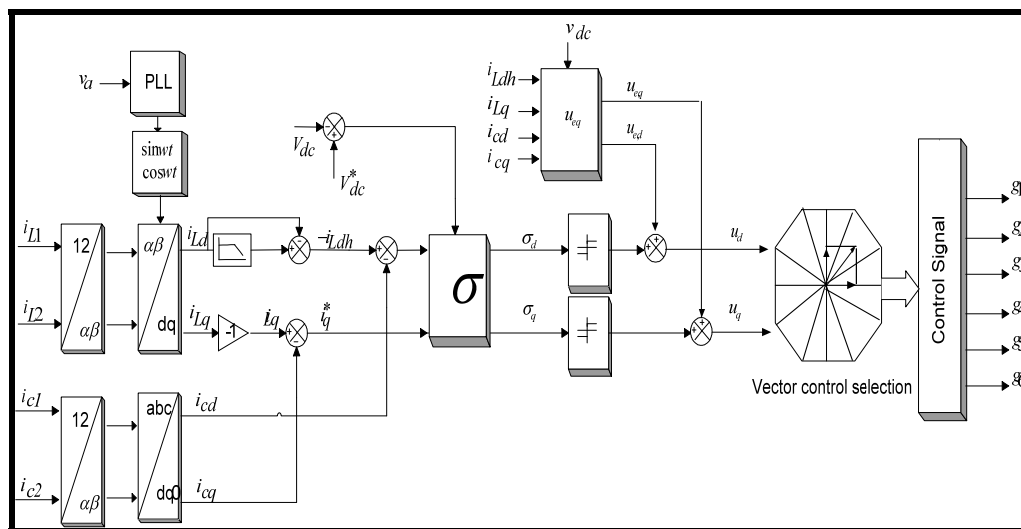 v_dc
v_a
PLL
i_Ldh
i_Lq
i_cd
i_cq
u_eq
u_eq
u_ed
sinwt
coswt
V_dc
V*_dc
i_L1
i_L2
12
αβ
αβ
dq
i_Ld
-i_Ldh
i_Lq
-1
i_Lq
i*_q
σ
σ_d
σ_q
u_d
u_q
Vector control selection
Control Signal
i_c1
i_c2
12
αβ
abc
dq0
i_cd
i_cq